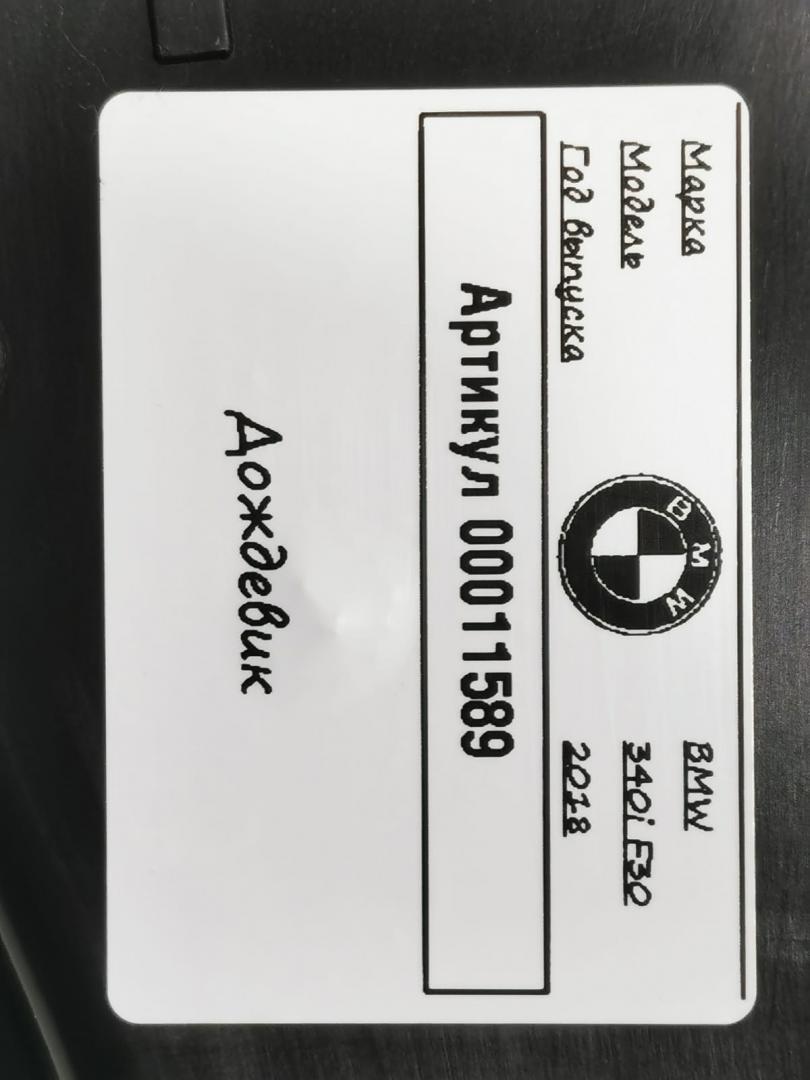 Марка BMW
Модель 340i F30
Год выпуска 2018
BMW
Артикул 00011589
Дождевик